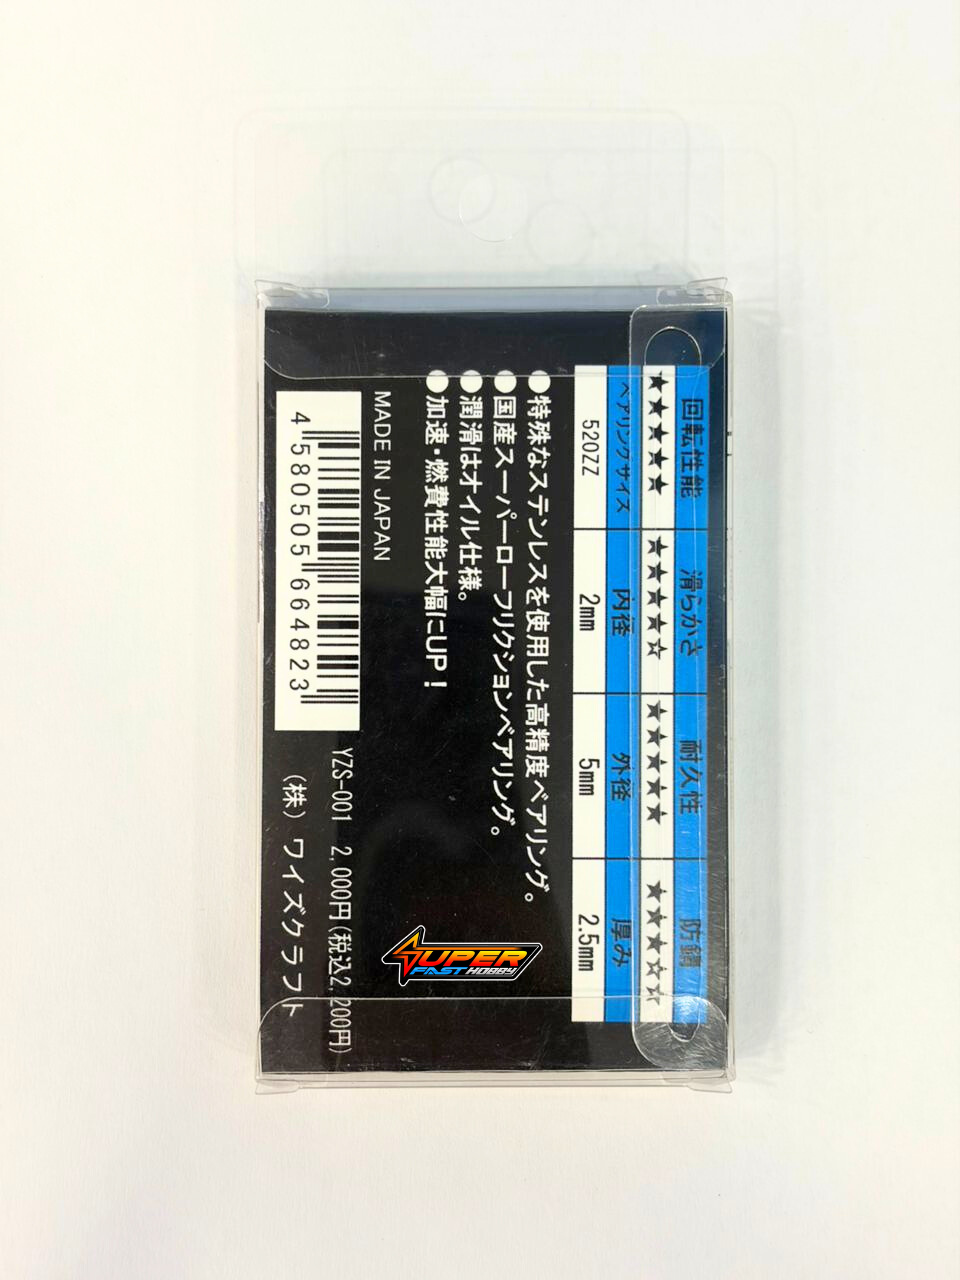 回転性能 滑らかさ 耐久性 防錆
★★★★★ ★★★★☆ ★★★★★ ★★★☆☆
ベアリングサイズ 内径 外径 厚み
520ZZ 2mm 5mm 2.5mm
●特殊なステンレスを使用した高精度ベアリング。
●国産スーパーローフリクションベアリング。
●潤滑はオイル仕様。
●加速・燃費性能大幅にUP!
MADE IN JAPAN
4 580505 664823
YZS-001 2,000円(税込2,200円)
(株)ワイズクラフト
SUPER
FAST HOBBY